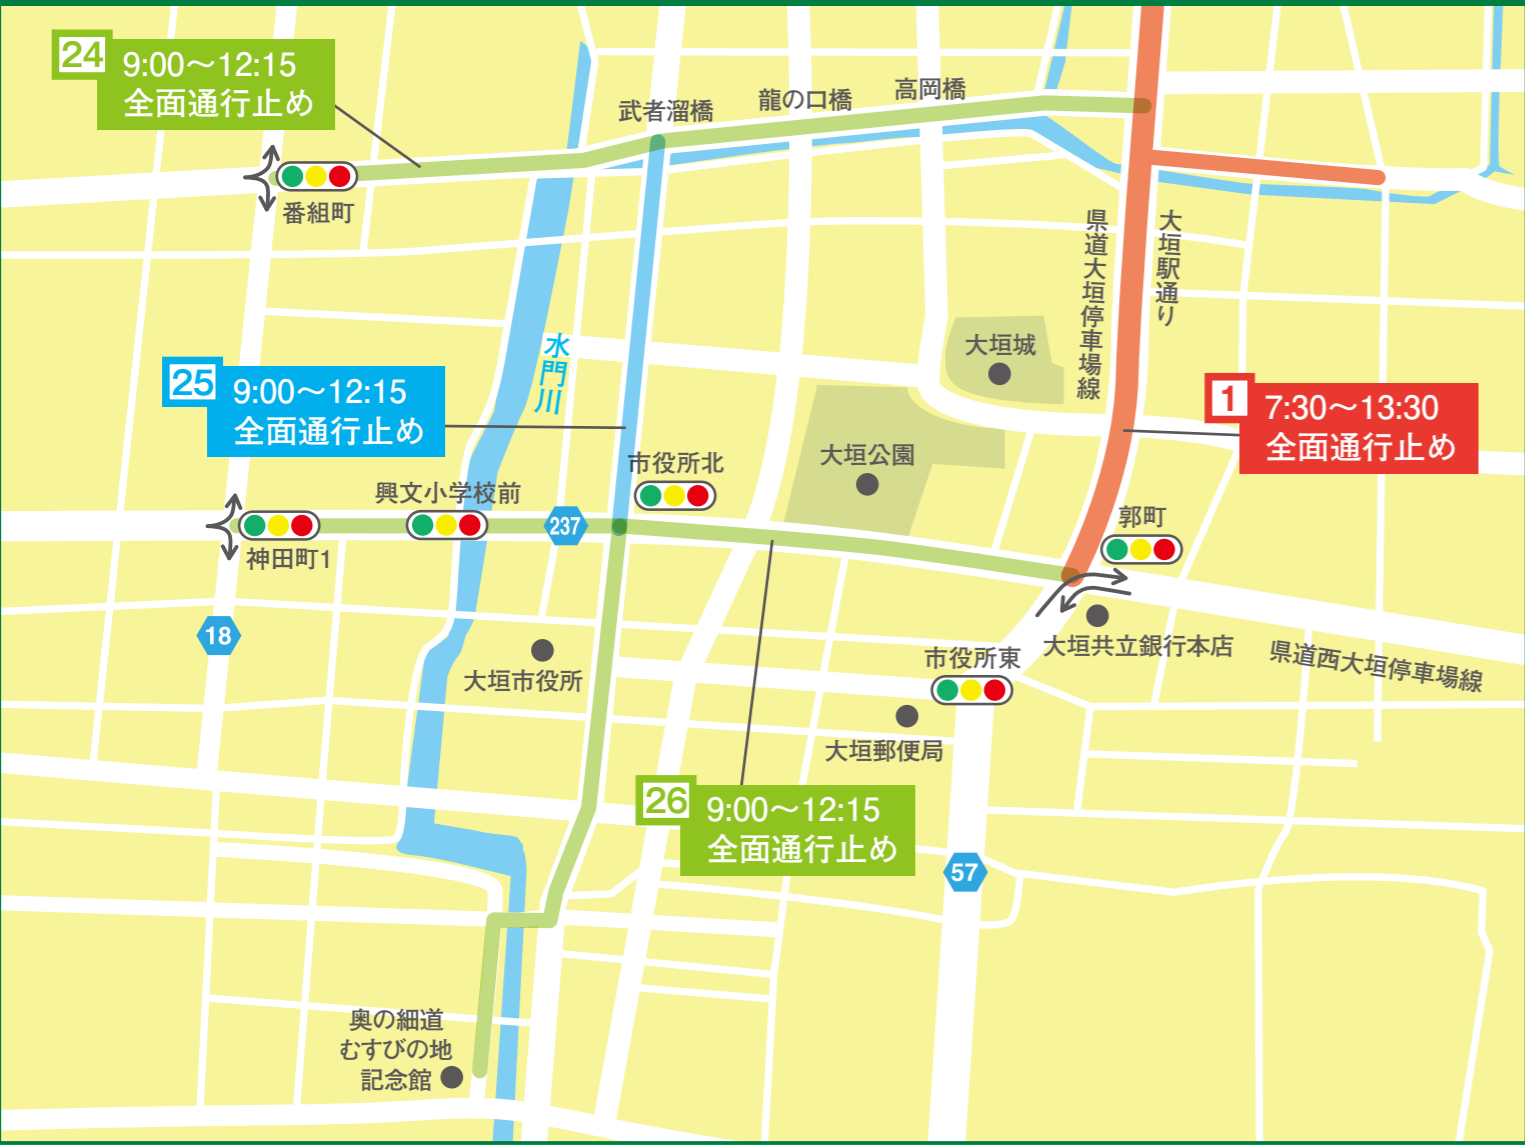 24
9:00～12:15
全面通行止め
武者溜橋
龍の口橋
高岡橋
番組町
県道大垣停車場線
大垣駅通り
水門川
大垣城
25
9:00～12:15
全面通行止め
1
7:30～13:30
全面通行止め
市役所北
大垣公園
興文小学校前
237
郭町
神田町1
18
大垣市役所
大垣共立銀行本店
市役所東
県道西大垣停車場線
大垣郵便局
26
9:00～12:15
全面通行止め
57
奥の細道
むすびの地
記念館